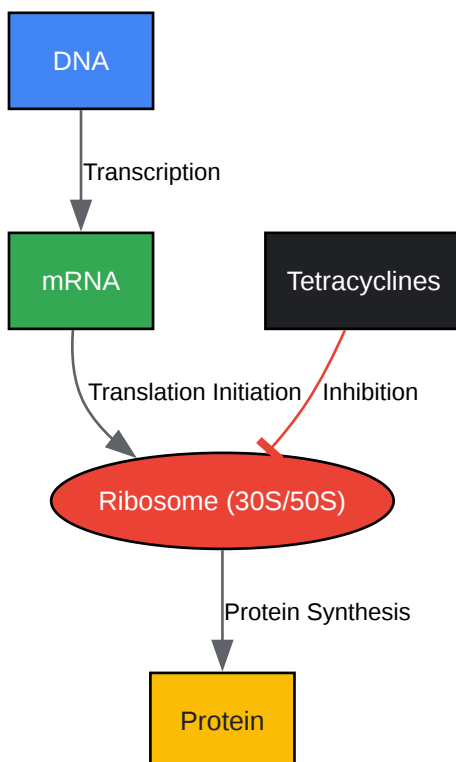 DNA
Transcription
mRNA
Tetracyclines
Translation Initiation
Inhibition
Ribosome (30S/50S)
Protein Synthesis
Protein